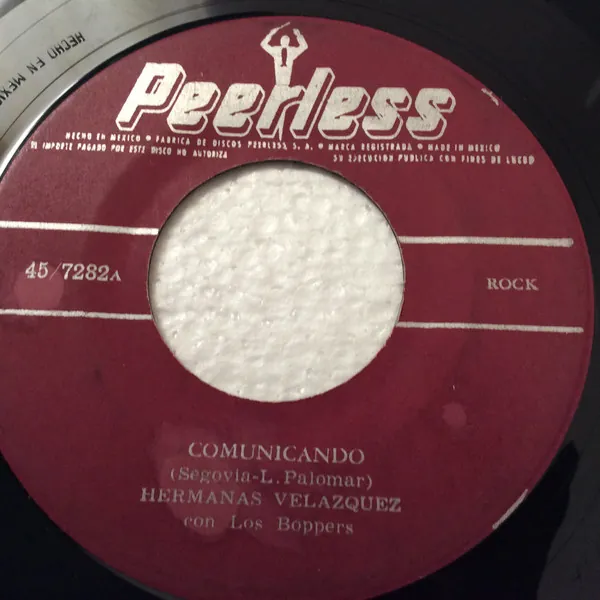 HECHO EN MEXI
Peerless
HECHO EN MEXICO • FABRICA DE DISCOS PEERLESS S. A. • MARCA REGISTRADA • MADE IN MEXICO
EL IMPORTE PAGADO POR ESTE DISCO NO AUTORIZA SU EJECUCION PUBLICA CON FINES DE LUCRO
45/7282A
ROCK
COMUNICANDO
(Segovia-L. Palomar)
HERMANAS VELAZQUEZ
con Los Boppers